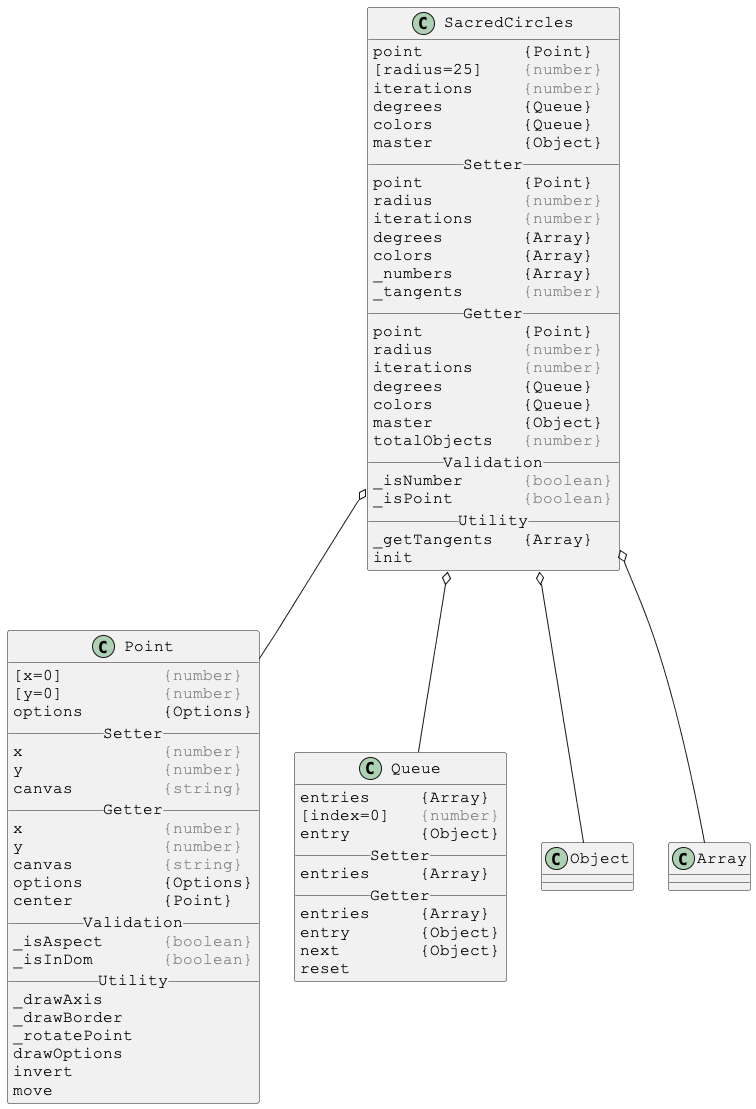 C SacredCircles
point {Point}
[radius=25] {number}
iterations {number}
degrees {Queue}
colors {Queue}
master {Object}
Setter
point {Point}
radius {number}
iterations {number}
degrees {Array}
colors {Array}
_numbers {Array}
_tangents {number}
Getter
point {Point}
radius {number}
iterations {number}
degrees {Queue}
colors {Queue}
master {Object}
totalObjects {number}
Validation
_isNumber {boolean}
_isPoint {boolean}
Utility
_getTangents {Array}
init
C Point
[x=0] {number}
[y=0] {number}
options {Options}
Setter
x {number}
y {number}
canvas {string}
Getter
x {number}
y {number}
canvas {string}
options {Options}
center {Point}
Validation
_isAspect {boolean}
_isInDom {boolean}
Utility
_drawAxis
_drawBorder
_rotatePoint
drawOptions
invert
move
C Queue
entries {Array}
[index=0] {number}
entry {Object}
Setter
entries {Array}
Getter
entries {Array}
entry {Object}
next {Object}
reset
C Object
C Array